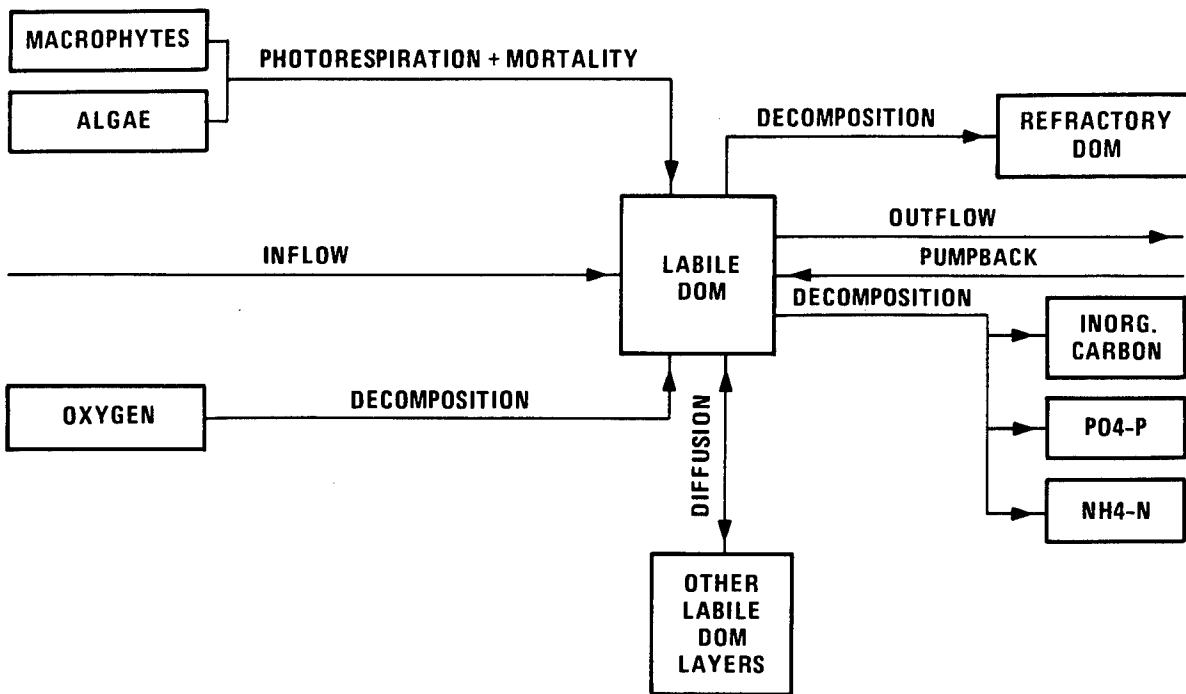 MACROPHYTES
PHOTORESPIRATION + MORTALITY
ALGAE
DECOMPOSITION
REFRACTORY
DOM
OUTFLOW
INFLOW
LABILE
DOM
PUMPBACK
DECOMPOSITION
INORG.
CARBON
OXYGEN
DECOMPOSITION
PO4-P
DIFFUSION
NH4-N
OTHER
LABILE
DOM
LAYERS